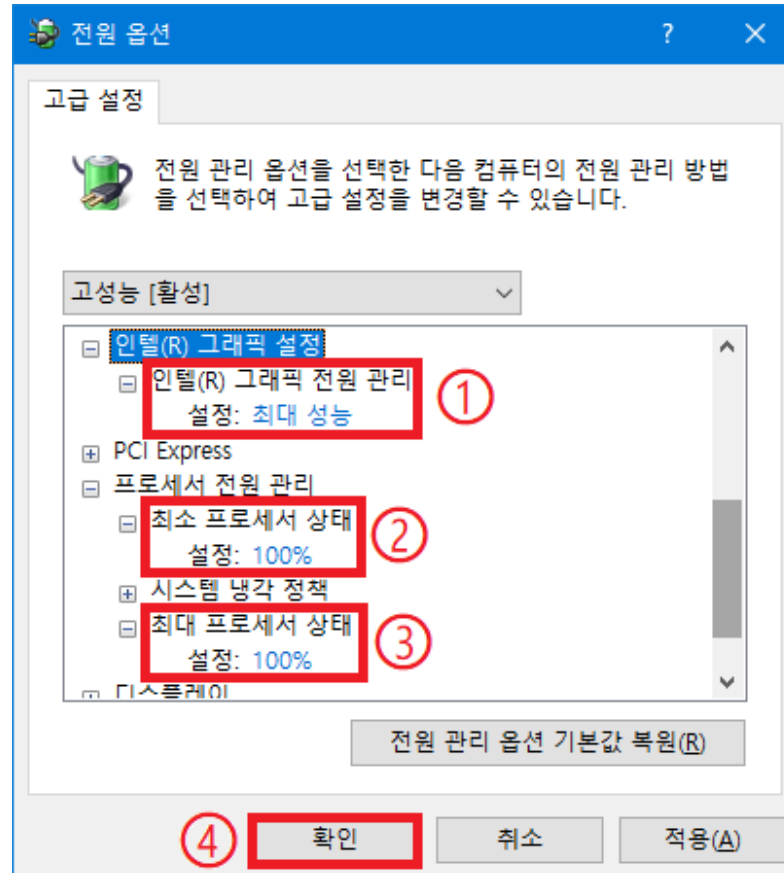 전원 옵션
고급 설정
전원 관리 옵션을 선택한 다음 컴퓨터의 전원 관리 방법
을 선택하여 고급 설정을 변경할 수 있습니다.
고성능 [활성]
인텔(R) 그래픽 설정
인텔(R) 그래픽 전원 관리
설정: 최대 성능
①
PCI Express
프로세서 전원 관리
최소 프로세서 상태
설정: 100%
②
시스템 냉각 정책
최대 프로세서 상태
설정: 100%
③
디스플레이
전원 관리 옵션 기본값 복원(R)
④ 확인 취소 적용(A)